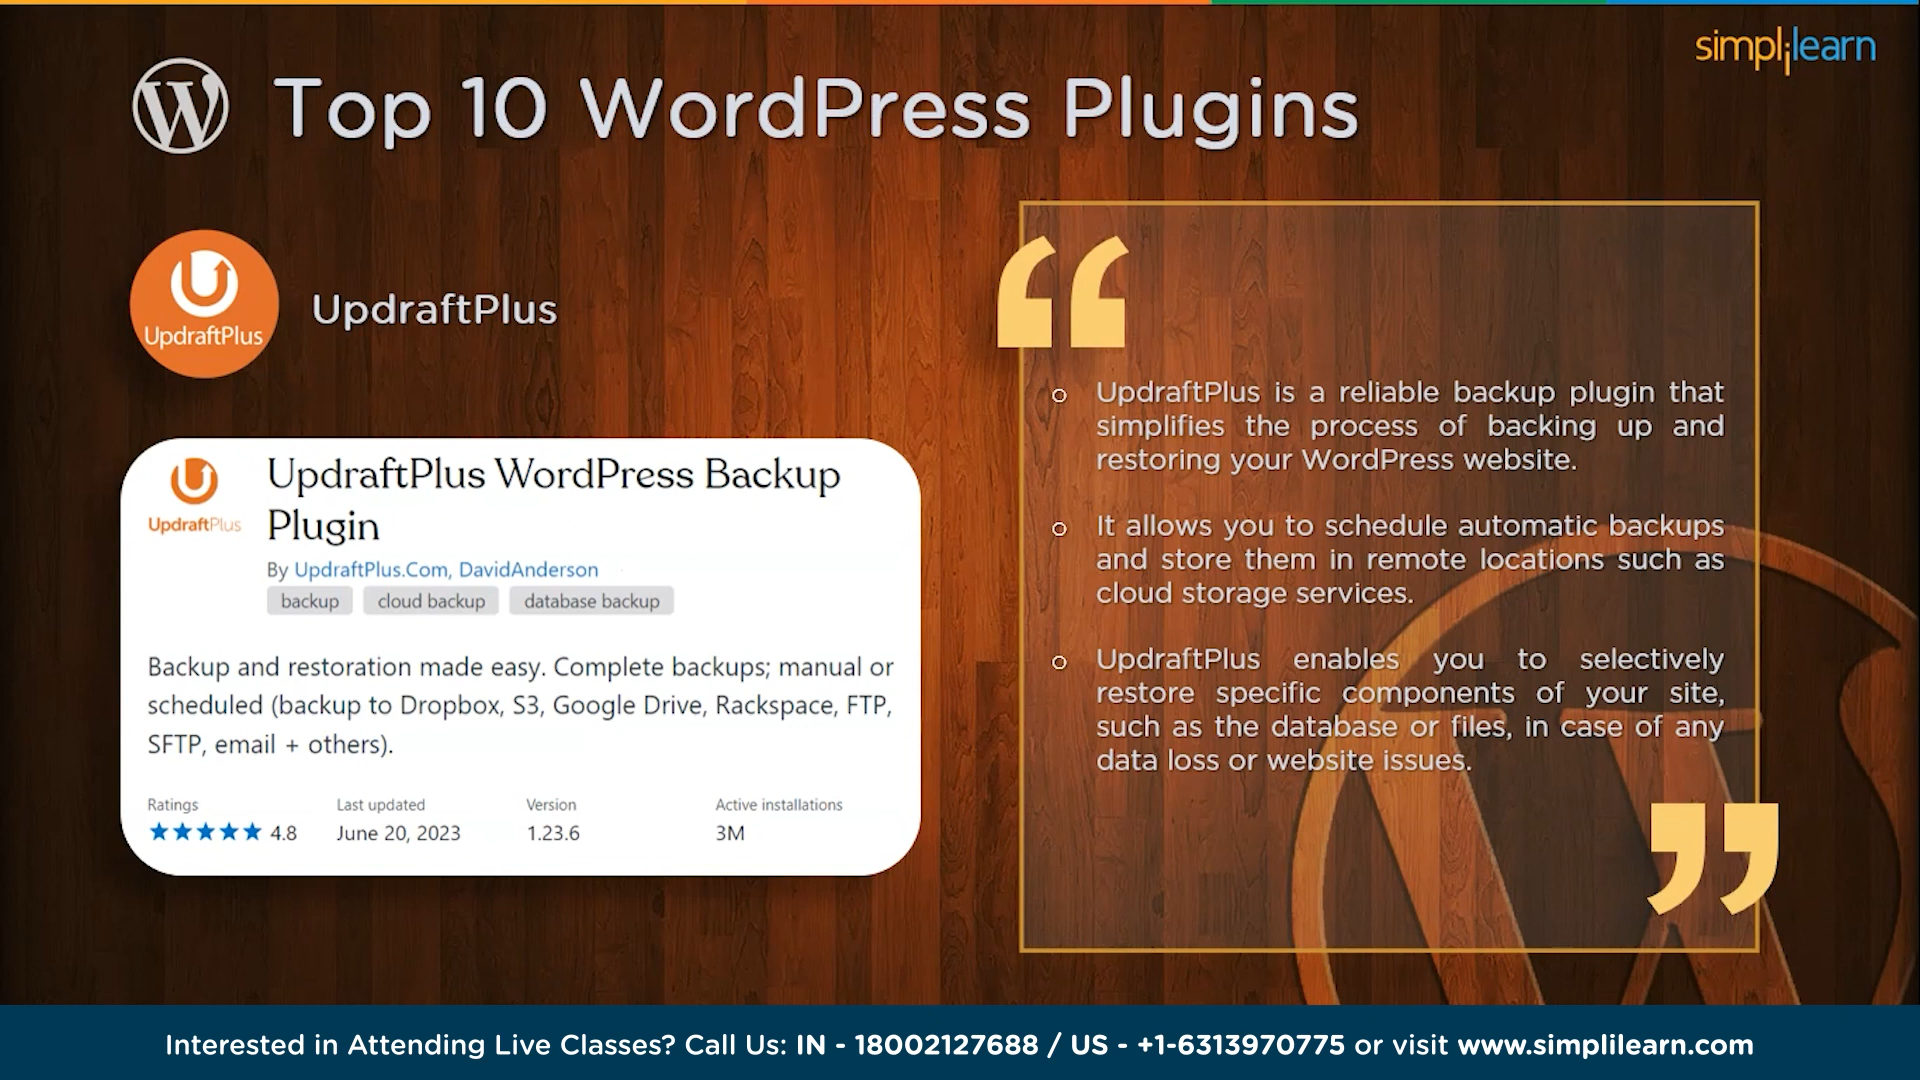 simplilearn
Top 10 WordPress Plugins
UpdraftPlus
UpdraftPlus
UpdraftPlus
UpdraftPlus WordPress Backup
Plugin
By UpdraftPlus.Com, DavidAnderson
backup cloud backup database backup
Backup and restoration made easy. Complete backups; manual or
scheduled (backup to Dropbox, S3, Google Drive, Rackspace, FTP,
SFTP, email + others).
Ratings Last updated Version Active installations
4.8 June 20, 2023 1.23.6 3M
“
UpdraftPlus is a reliable backup plugin that
simplifies the process of backing up and
restoring your WordPress website.
It allows you to schedule automatic backups
and store them in remote locations such as
cloud storage services.
UpdraftPlus enables you to selectively
restore specific components of your site,
such as the database or files, in case of any
data loss or website issues.
”
Interested in Attending Live Classes? Call Us: IN - 18002127688 / US - +1-6313970775 or visit www.simplilearn.com